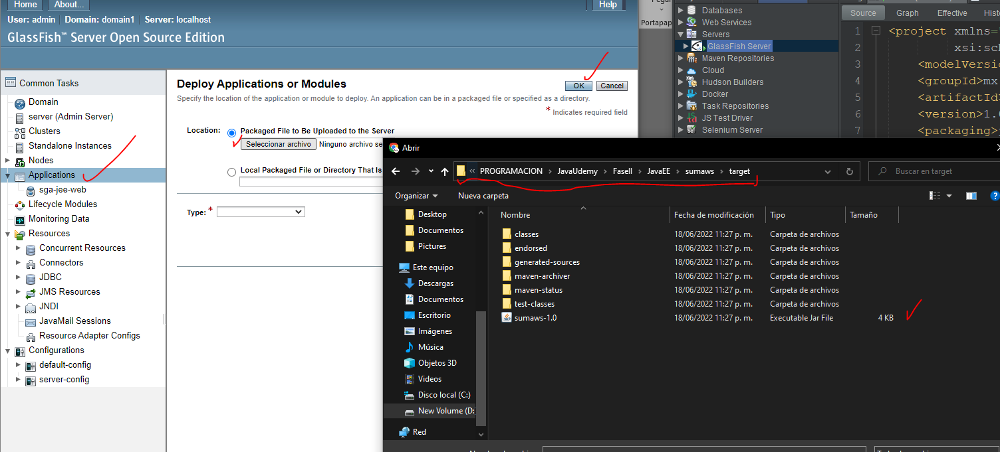 Home About... Help
User: admin Domain: domain1 Server: localhost
GlassFish™ Server Open Source Edition
Common Tasks
Domain
server (Admin Server)
Clusters
Standalone Instances
Nodes
Applications
sga-jee-web
Lifecycle Modules
Monitoring Data
Resources
Concurrent Resources
Connectors
JDBC
JMS Resources
JNDI
JavaMail Sessions
Resource Adapter Configs
Configurations
default-config
server-config
Deploy Applications or Modules
OK Cancel
Specify the location of the application or module to deploy. An application can be in a packaged file or specified as a directory.
* Indicates required field
Location:
Packaged File to Be Uploaded to the Server
Seleccionar archivo Ninguno archivo se
Local Packaged File or Directory That Is
Type: *
Portapap
Databases
Web Services
Servers
GlassFish Server
Maven Repositories
Cloud
Hudson Builders
Docker
Task Repositories
JS Test Driver
Selenium Server
Source Graph Effective Hist
1 <project xmlns=
2 xsi:scl
3 <modelVersi
4 <groupId>mx
5 <artifactId>
6 <version>1.
7 <packaging>
Abrir
« PROGRAMACION › JavaUdemy › Fasell › JavaEE › sumaws › target
Buscar en target
Organizar Nueva carpeta
Desktop
Documentos
Pictures
Este equipo
Descargas
Documentos
Escritorio
Imágenes
Música
Objetos 3D
Videos
Disco local (C:)
New Volume (D:
Red
Nombre Fecha de modificación Tipo Tamaño
classes 18/06/2022 11:27 p. m. Carpeta de archivos
endorsed 18/06/2022 11:27 p. m. Carpeta de archivos
generated-sources 18/06/2022 11:27 p. m. Carpeta de archivos
maven-archiver 18/06/2022 11:27 p. m. Carpeta de archivos
maven-status 18/06/2022 11:27 p. m. Carpeta de archivos
test-classes 18/06/2022 11:27 p. m. Carpeta de archivos
sumaws-1.0 18/06/2022 11:27 p. m. Executable Jar File 4 KB